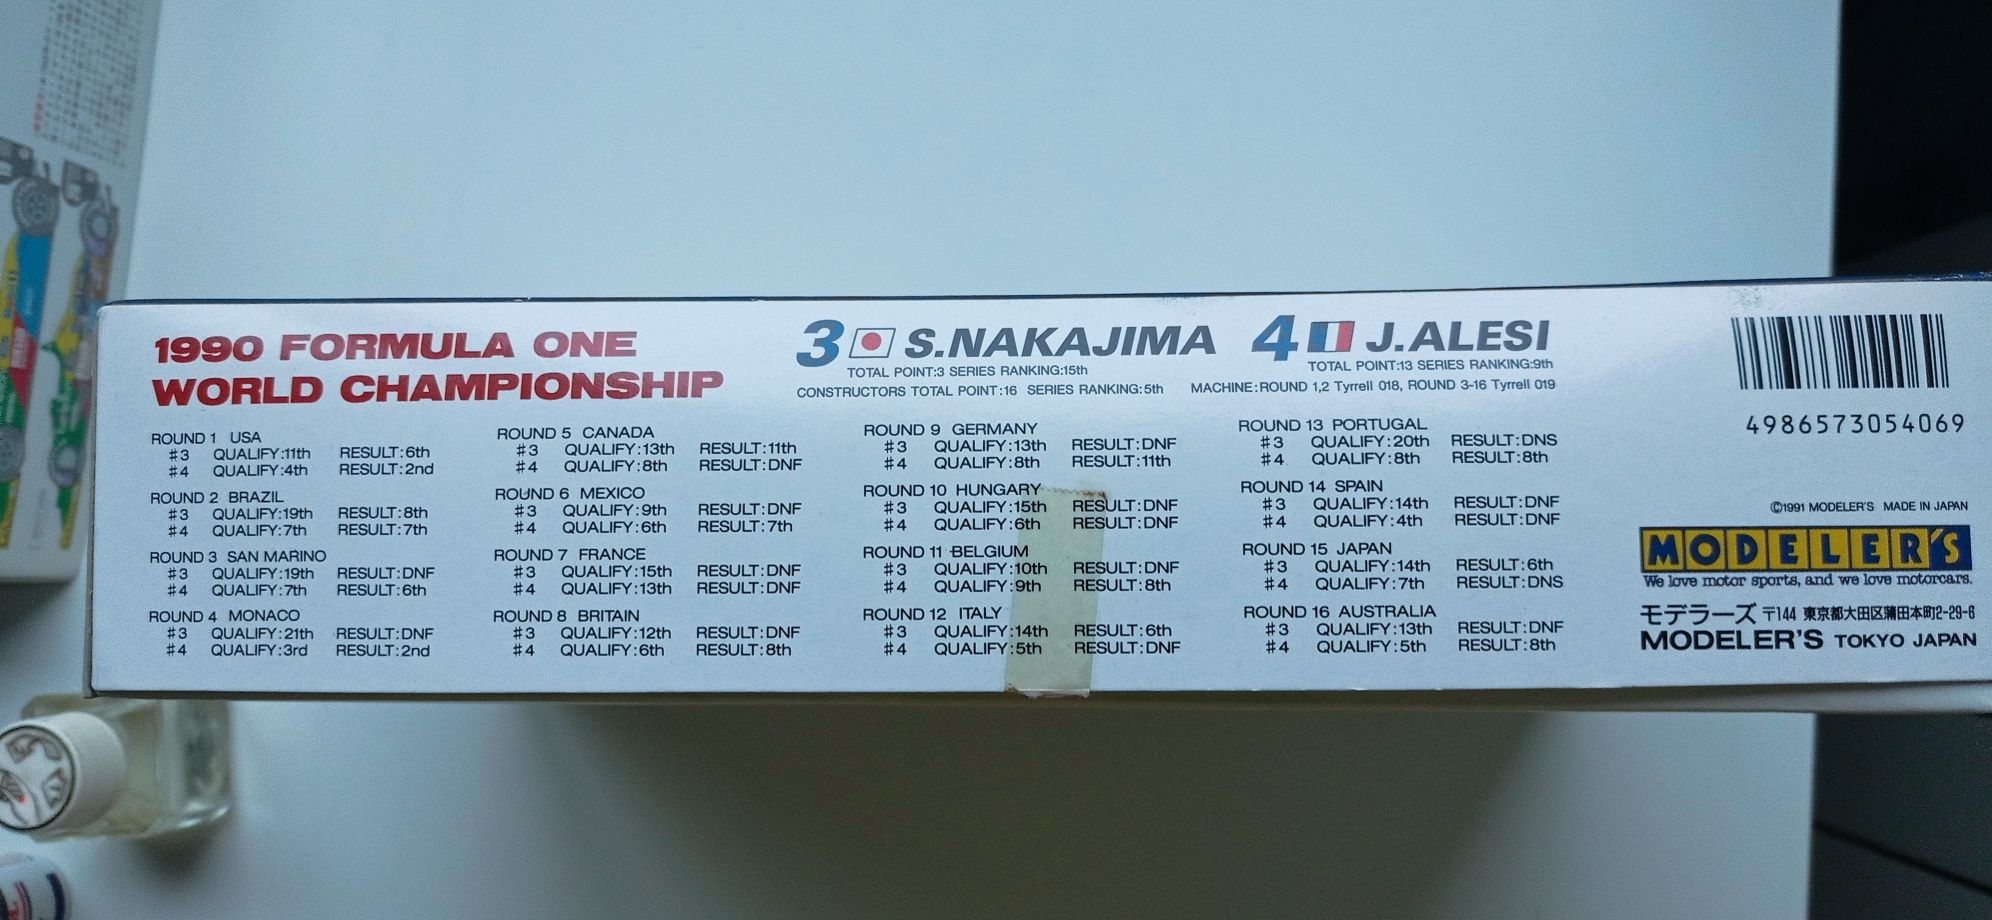 1990 FORMULA ONE
WORLD CHAMPIONSHIP
3 S.NAKAJIMA
TOTAL POINT:3 SERIES RANKING:15th
4 J.ALESI
TOTAL POINT:13 SERIES RANKING:9th
CONSTRUCTORS TOTAL POINT:16 SERIES RANKING:5th
MACHINE:ROUND 1,2 Tyrrell 018, ROUND 3-16 Tyrrell 019
ROUND 1 USA
#3 QUALIFY:11th RESULT:6th
#4 QUALIFY:4th RESULT:2nd
ROUND 2 BRAZIL
#3 QUALIFY:19th RESULT:8th
#4 QUALIFY:7th RESULT:7th
ROUND 3 SAN MARINO
#3 QUALIFY:19th RESULT:DNF
#4 QUALIFY:7th RESULT:6th
ROUND 4 MONACO
#3 QUALIFY:21th RESULT:DNF
#4 QUALIFY:3rd RESULT:2nd
ROUND 5 CANADA
#3 QUALIFY:13th RESULT:11th
#4 QUALIFY:8th RESULT:DNF
ROUND 6 MEXICO
#3 QUALIFY:9th RESULT:DNF
#4 QUALIFY:6th RESULT:7th
ROUND 7 FRANCE
#3 QUALIFY:15th RESULT:DNF
#4 QUALIFY:13th RESULT:DNF
ROUND 8 BRITAIN
#3 QUALIFY:12th RESULT:DNF
#4 QUALIFY:6th RESULT:8th
ROUND 9 GERMANY
#3 QUALIFY:13th RESULT:DNF
#4 QUALIFY:8th RESULT:11th
ROUND 10 HUNGARY
#3 QUALIFY:15th RESULT:DNF
#4 QUALIFY:6th RESULT:DNF
ROUND 11 BELGIUM
#3 QUALIFY:10th RESULT:DNF
#4 QUALIFY:9th RESULT:8th
ROUND 12 ITALY
#3 QUALIFY:14th RESULT:6th
#4 QUALIFY:5th RESULT:DNF
ROUND 13 PORTUGAL
#3 QUALIFY:20th RESULT:DNS
#4 QUALIFY:8th RESULT:8th
ROUND 14 SPAIN
#3 QUALIFY:14th RESULT:DNF
#4 QUALIFY:4th RESULT:DNF
ROUND 15 JAPAN
#3 QUALIFY:14th RESULT:6th
#4 QUALIFY:7th RESULT:DNS
ROUND 16 AUSTRALIA
#3 QUALIFY:13th RESULT:DNF
#4 QUALIFY:5th RESULT:8th
4986573054069
©1991 MODELER'S MADE IN JAPAN
MODELER'S
We love motor sports, and we love motorcars.
モデラーズ 〒144 東京都大田区蒲田本町2-29-6
MODELER'S TOKYO JAPAN